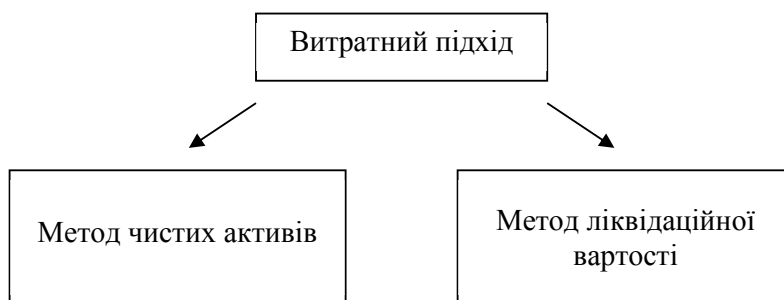 Витратний підхід
Метод чистих активів
Метод ліквідаційної
вартості